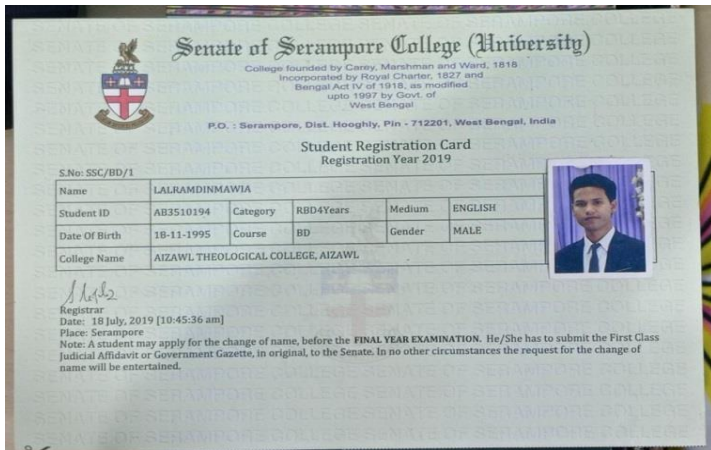 Senate of Serampore College (University)
College founded by Carey, Marshman and Ward, 1818
Incorporated by Royal Charter, 1827 and
Bengal Act IV of 1918, as modified
upto 1997 by Govt. of
West Bengal
P.O. : Serampore, Dist. Hooghly, Pin - 712201, West Bengal, India
Student Registration Card
Registration Year 2019
S.No: SSC/BD/1
Name LALRAMDINMAWIA
Student ID AB3510194 Category RBD4Years Medium ENGLISH
Date Of Birth 18-11-1995 Course BD Gender MALE
College Name AIZAWL THEOLOGICAL COLLEGE, AIZAWL
Registrar
Date: 18 July, 2019 [10:45:36 am]
Place: Serampore
Note: A student may apply for the change of name, before the FINAL YEAR EXAMINATION. He/She has to submit the First Class
Judicial Affidavit or Government Gazette, in original, to the Senate. In no other circumstances the request for the change of
name will be entertained.